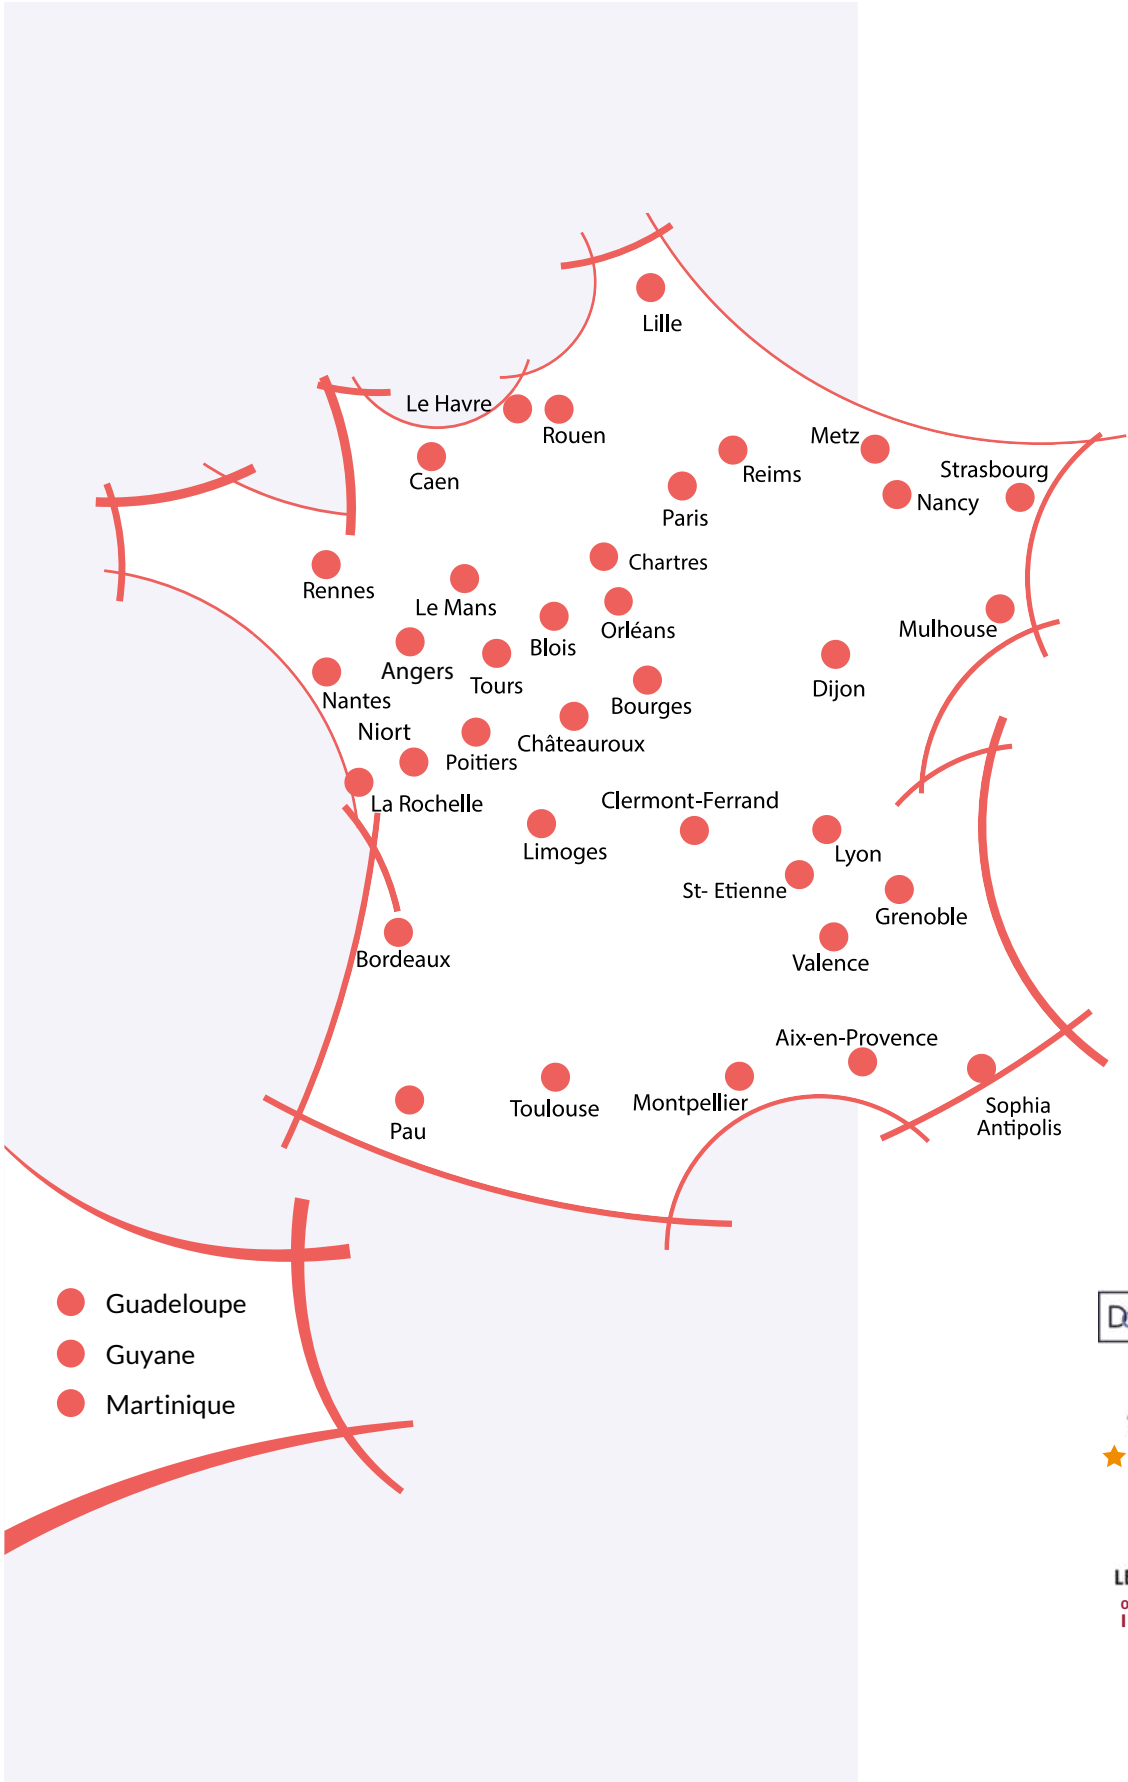 Lille
Le Havre
Rouen
Metz
Caen
Reims
Strasbourg
Paris
Nancy
Chartres
Rennes
Le Mans
Orléans
Blois
Mulhouse
Angers
Tours
Dijon
Nantes
Bourges
Niort
Châteauroux
Poitiers
La Rochelle
Clermont-Ferrand
Limoges
Lyon
St- Etienne
Grenoble
Bordeaux
Valence
Aix-en-Provence
Toulouse
Montpellier
Sophia
Antipolis
Pau
Guadeloupe
Guyane
Martinique